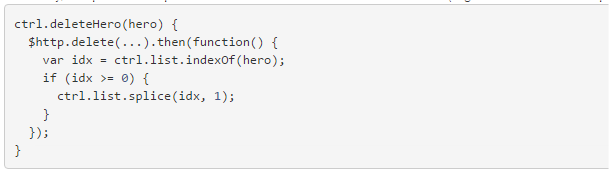 ctrl.deleteHero(hero) {
  $http.delete(...).then(function() {
    var idx = ctrl.list.indexOf(hero);
    if (idx >= 0) {
      ctrl.list.splice(idx, 1);
    }
  });
}